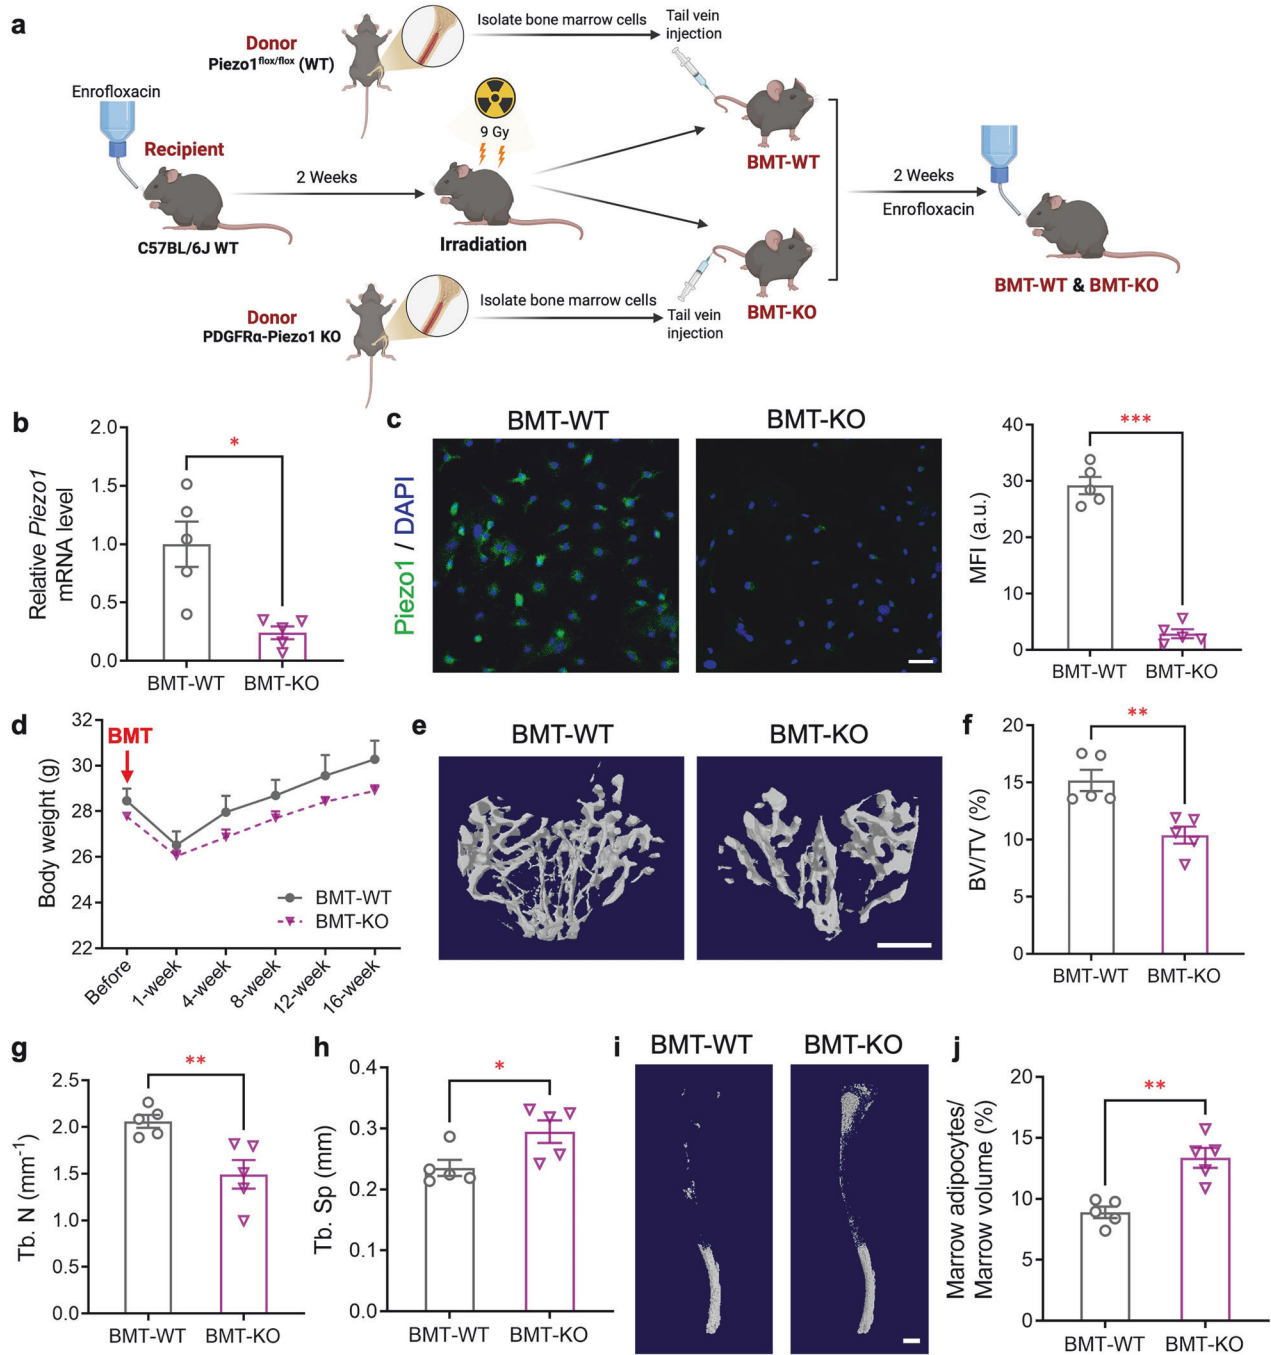 a
Enrofloxacin
Recipient
C57BL/6J WT
Donor
Piezo1flox/flox (WT)
Isolate bone marrow cells
Tail vein
injection
2 Weeks
9 Gy
Irradiation
BMT-WT
BMT-KO
Donor
PDGFRα-Piezo1 KO
Isolate bone marrow cells
Tail vein
injection
2 Weeks
Enrofloxacin
BMT-WT & BMT-KO
b
Relative Piezo1
mRNA level
2.0
1.5
1.0
0.5
0.0
*
BMT-WT
BMT-KO
c
BMT-WT
BMT-KO
Piezo1 / DAPI
MFI (a.u.)
40
30
20
10
0
***
BMT-WT
BMT-KO
d
Body weight (g)
32
30
28
26
24
22
BMT
BMT-WT
BMT-KO
Before
1-week
4-week
8-week
12-week
16-week
e
BMT-WT
BMT-KO
f
BV/TV (%)
20
15
10
5
0
**
BMT-WT
BMT-KO
g
Tb. N (mm-1)
2.5
2.0
1.5
1.0
0.5
0.0
**
BMT-WT
BMT-KO
h
Tb. Sp (mm)
0.4
0.3
0.2
0.1
0.0
*
BMT-WT
BMT-KO
i
BMT-WT
BMT-KO
j
Marrow adipocytes/
Marrow volume (%)
20
15
10
5
0
**
BMT-WT
BMT-KO